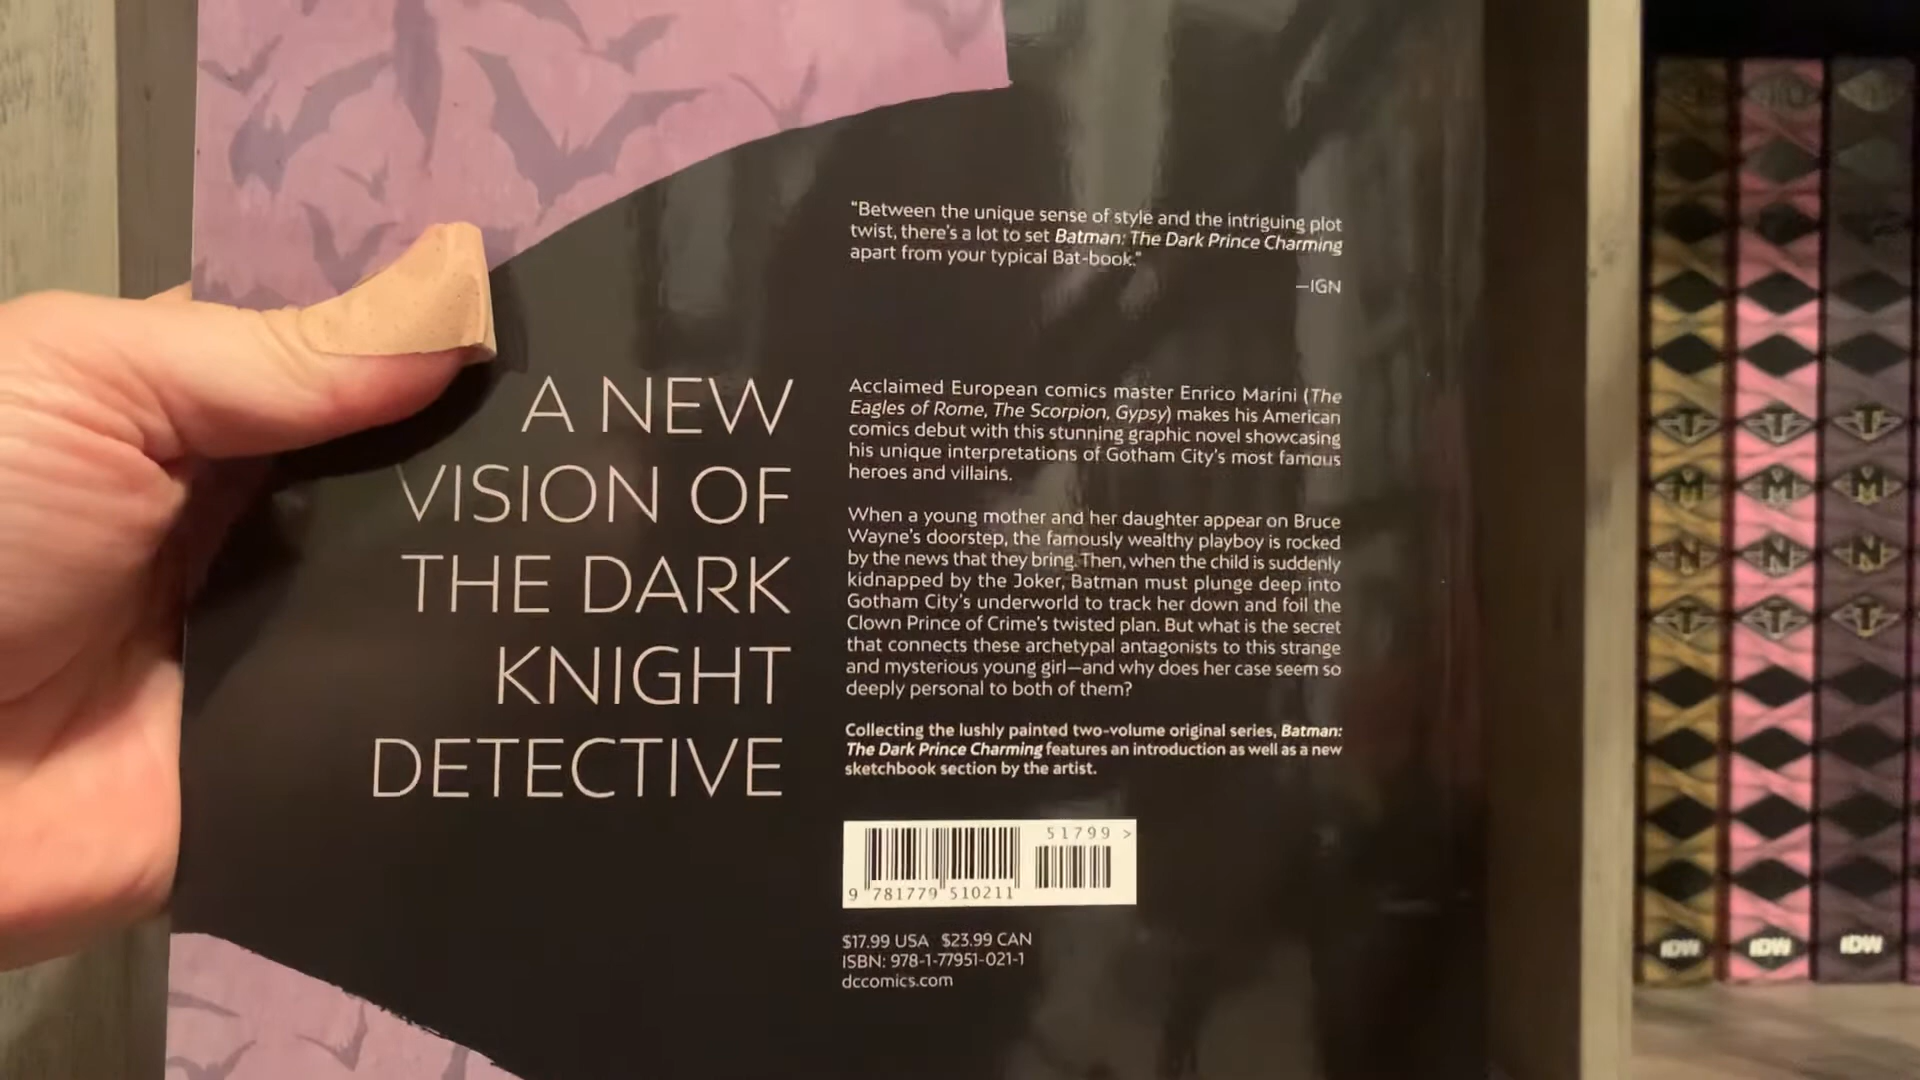 "Between the unique sense of style and the intriguing plot
twist, there's a lot to set Batman: The Dark Prince Charming
apart from your typical Bat-book."
—IGN
A NEW
VISION OF
THE DARK
KNIGHT
DETECTIVE
Acclaimed European comics master Enrico Marini (The
Eagles of Rome, The Scorpion, Gypsy) makes his American
comics debut with this stunning graphic novel showcasing
his unique interpretations of Gotham City's most famous
heroes and villains.
When a young mother and her daughter appear on Bruce
Wayne's doorstep, the famously wealthy playboy is rocked
by the news that they bring. Then, when the child is suddenly
kidnapped by the Joker, Batman must plunge deep into
Gotham City's underworld to track her down and foil the
Clown Prince of Crime's twisted plan. But what is the secret
that connects these archetypal antagonists to this strange
and mysterious young girl—and why does her case seem so
deeply personal to both of them?
Collecting the lushly painted two-volume original series, Batman:
The Dark Prince Charming features an introduction as well as a new
sketchbook section by the artist.
51799 >
9 781779 510211
$17.99 USA $23.99 CAN
ISBN: 978-1-77951-021-1
dccomics.com
T
M
N
T
IDW
T
M
N
T
IDW
T
M
N
T
IDW